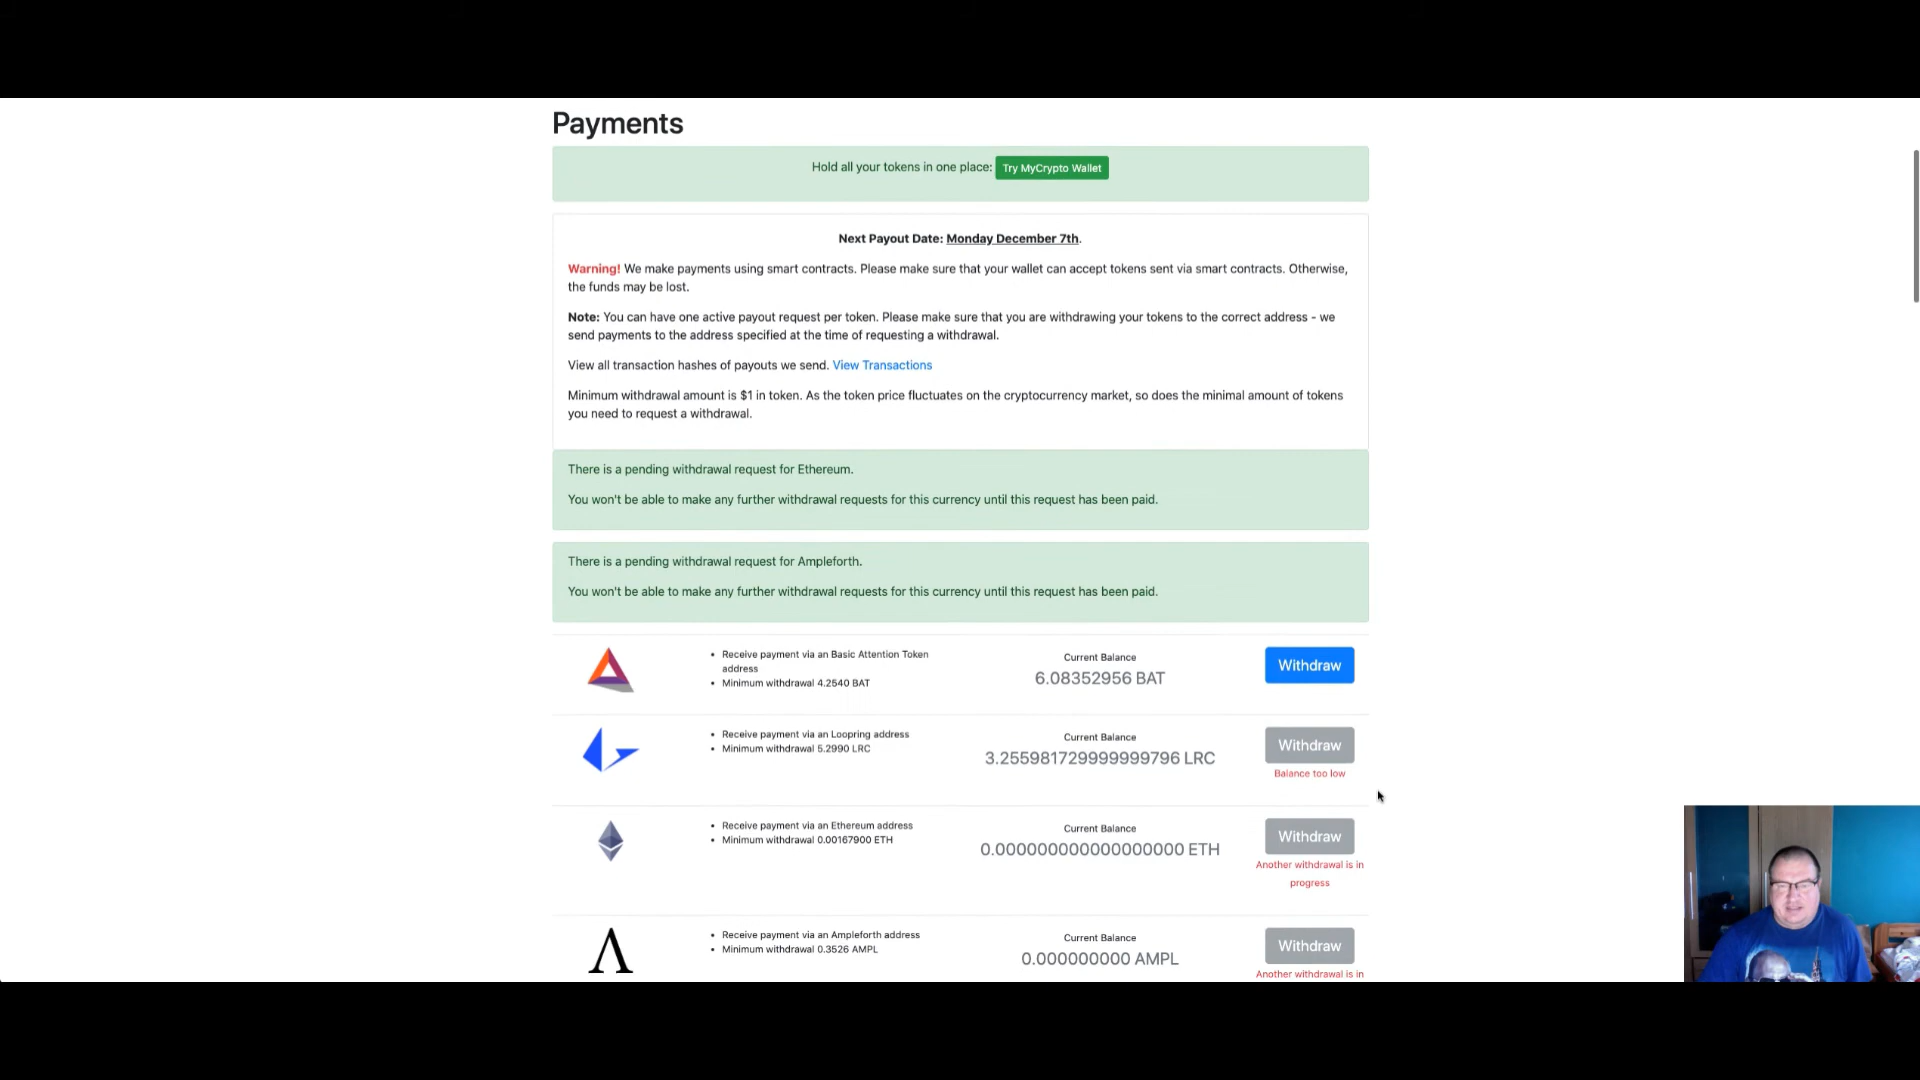 Payments
Hold all your tokens in one place: Try MyCrypto Wallet
Next Payout Date: Monday December 7th.
Warning! We make payments using smart contracts. Please make sure that your wallet can accept tokens sent via smart contracts. Otherwise,
the funds may be lost.
Note: You can have one active payout request per token. Please make sure that you are withdrawing your tokens to the correct address - we
send payments to the address specified at the time of requesting a withdrawal.
View all transaction hashes of payouts we send. View Transactions
Minimum withdrawal amount is $1 in token. As the token price fluctuates on the cryptocurrency market, so does the minimal amount of tokens
you need to request a withdrawal.
There is a pending withdrawal request for Ethereum.
You won't be able to make any further withdrawal requests for this currency until this request has been paid.
There is a pending withdrawal request for Ampleforth.
You won't be able to make any further withdrawal requests for this currency until this request has been paid.
Receive payment via an Basic Attention Token
address
Minimum withdrawal 4.2540 BAT
Current Balance
6.08352956 BAT
Withdraw
Receive payment via an Loopring address
Minimum withdrawal 5.2990 LRC
Current Balance
3.255981729999999796 LRC
Withdraw
Balance too low
Receive payment via an Ethereum address
Minimum withdrawal 0.00167900 ETH
Current Balance
0.000000000000000000 ETH
Withdraw
Another withdrawal is in
progress
Receive payment via an Ampleforth address
Minimum withdrawal 0.3526 AMPL
Current Balance
0.000000000 AMPL
Withdraw
Another withdrawal is in